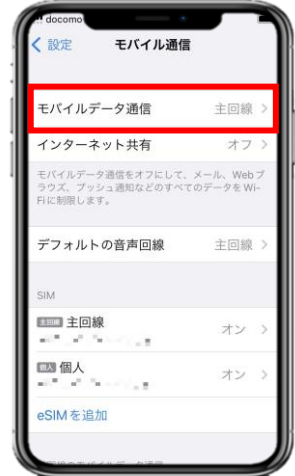 docomo
設定 モバイル通信
モバイルデータ通信 主回線
インターネット共有 オフ
モバイルデータ通信をオフにして、メール、Webブ
ラウズ、プッシュ通知などのすべてのデータをWi-
Fiに制限します。
デフォルトの音声回線 主回線
SIM
主回線 主回線 オン
個人 個人 オン
eSIMを追加